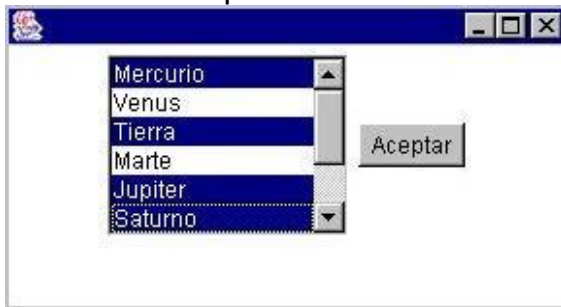 Mercurio
Venus
Tierra
Marte
Jupiter
Saturno
Aceptar